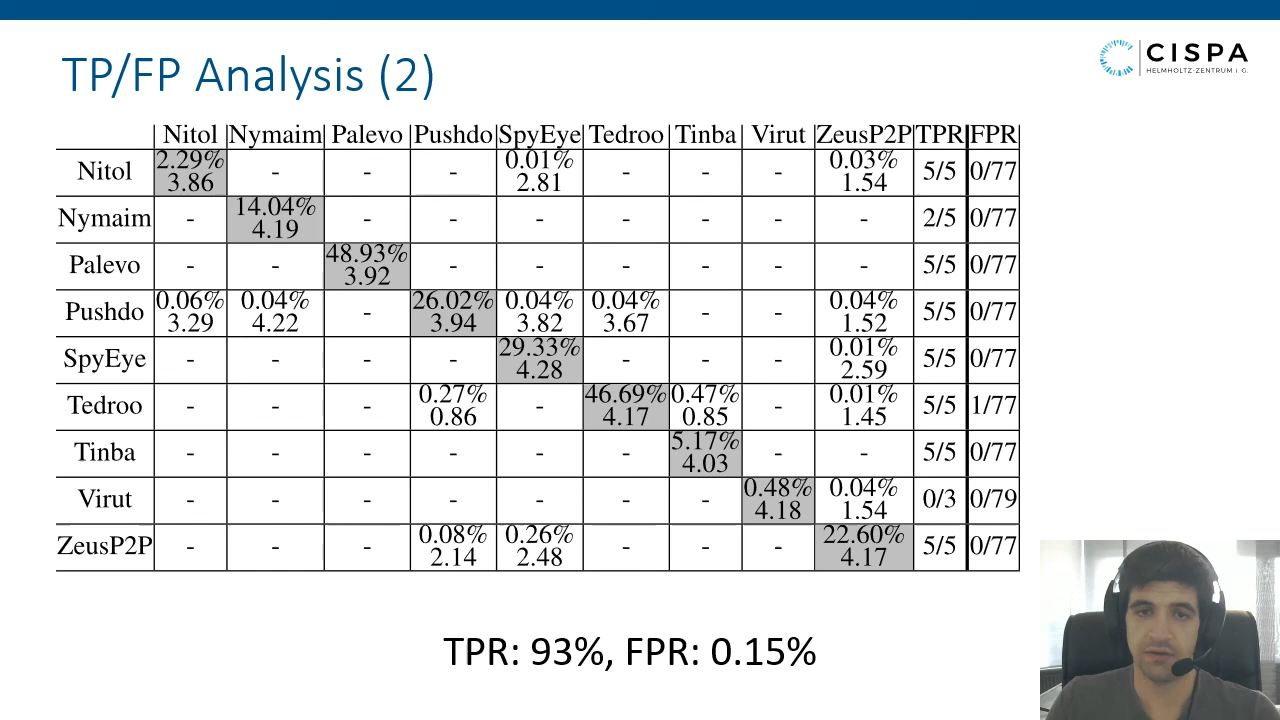 TP/FP Analysis (2)
CISPA
HELMHOLTZ-ZENTRUM I. G.
Nitol Nymaim Palevo Pushdo SpyEye Tedroo Tinba Virut ZeusP2P TPR FPR
Nitol 2.29% 3.86 - - - 0.01% 2.81 - - - 0.03% 1.54 5/5 0/77
Nymaim - 14.04% 4.19 - - - - - - - 2/5 0/77
Palevo - - 48.93% 3.92 - - - - - - 5/5 0/77
Pushdo 0.06% 3.29 0.04% 4.22 - 26.02% 3.94 0.04% 3.82 0.04% 3.67 - - 0.04% 1.52 5/5 0/77
SpyEye - - - - 29.33% 4.28 - - - 0.01% 2.59 5/5 0/77
Tedroo - - - 0.27% 0.86 - 46.69% 4.17 0.47% 0.85 - 0.01% 1.45 5/5 1/77
Tinba - - - - - - 5.17% 4.03 - - 5/5 0/77
Virut - - - - - - - 0.48% 4.18 0.04% 1.54 0/3 0/79
ZeusP2P - - - 0.08% 2.14 0.26% 2.48 - - - 22.60% 4.17 5/5 0/77
TPR: 93%, FPR: 0.15%